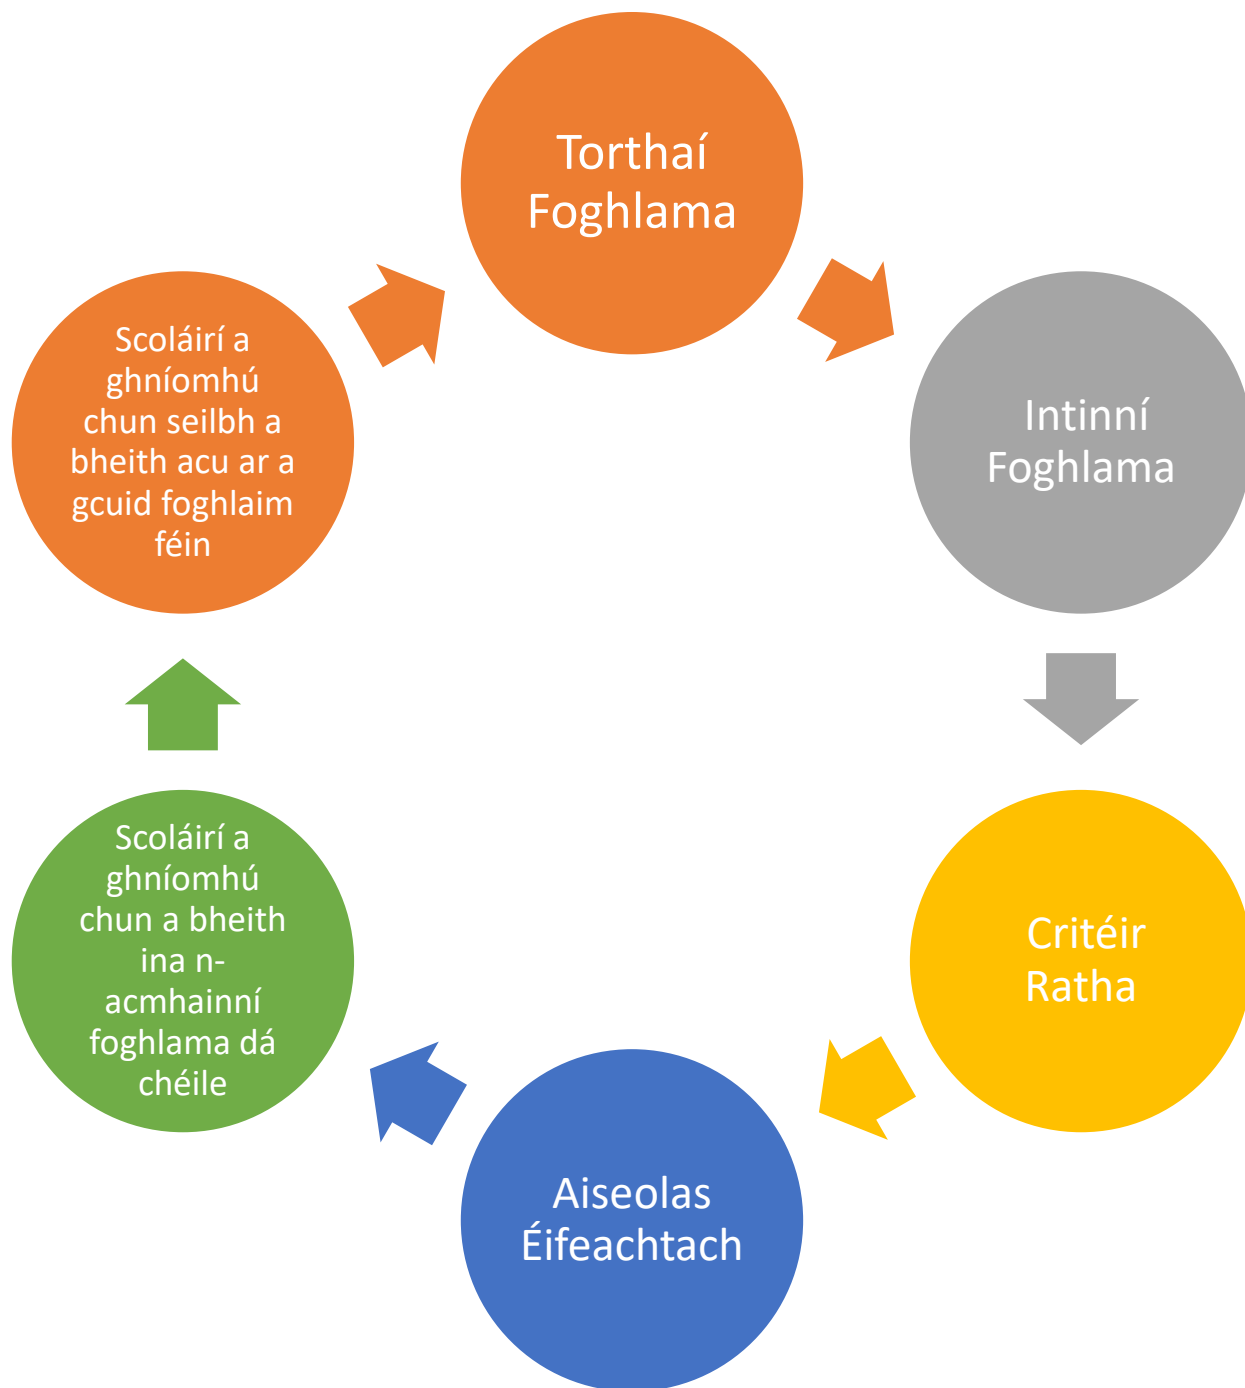 Torthaí
Foghlama
Intinní
Foghlama
Critéir
Ratha
Aiseolas
Éifeachtach
Scoláirí a
ghníomhú
chun a bheith
ina n-
acmhainní
foghlama dá
chéile
Scoláirí a
ghníomhú
chun seilbh a
bheith acu ar a
gcuid foghlaim
féin